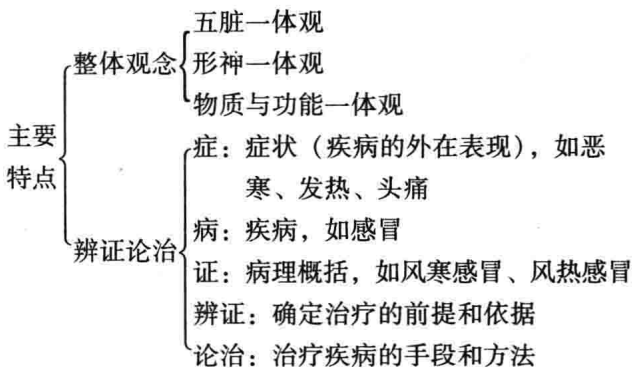 主要
特点
整体观念
五脏一体观
形神一体观
物质与功能一体观
辨证论治
症：症状（疾病的外在表现），如恶
寒、发热、头痛
病：疾病，如感冒
证：病理概括，如风寒感冒、风热感冒
辨证：确定治疗的前提和依据
论治：治疗疾病的手段和方法